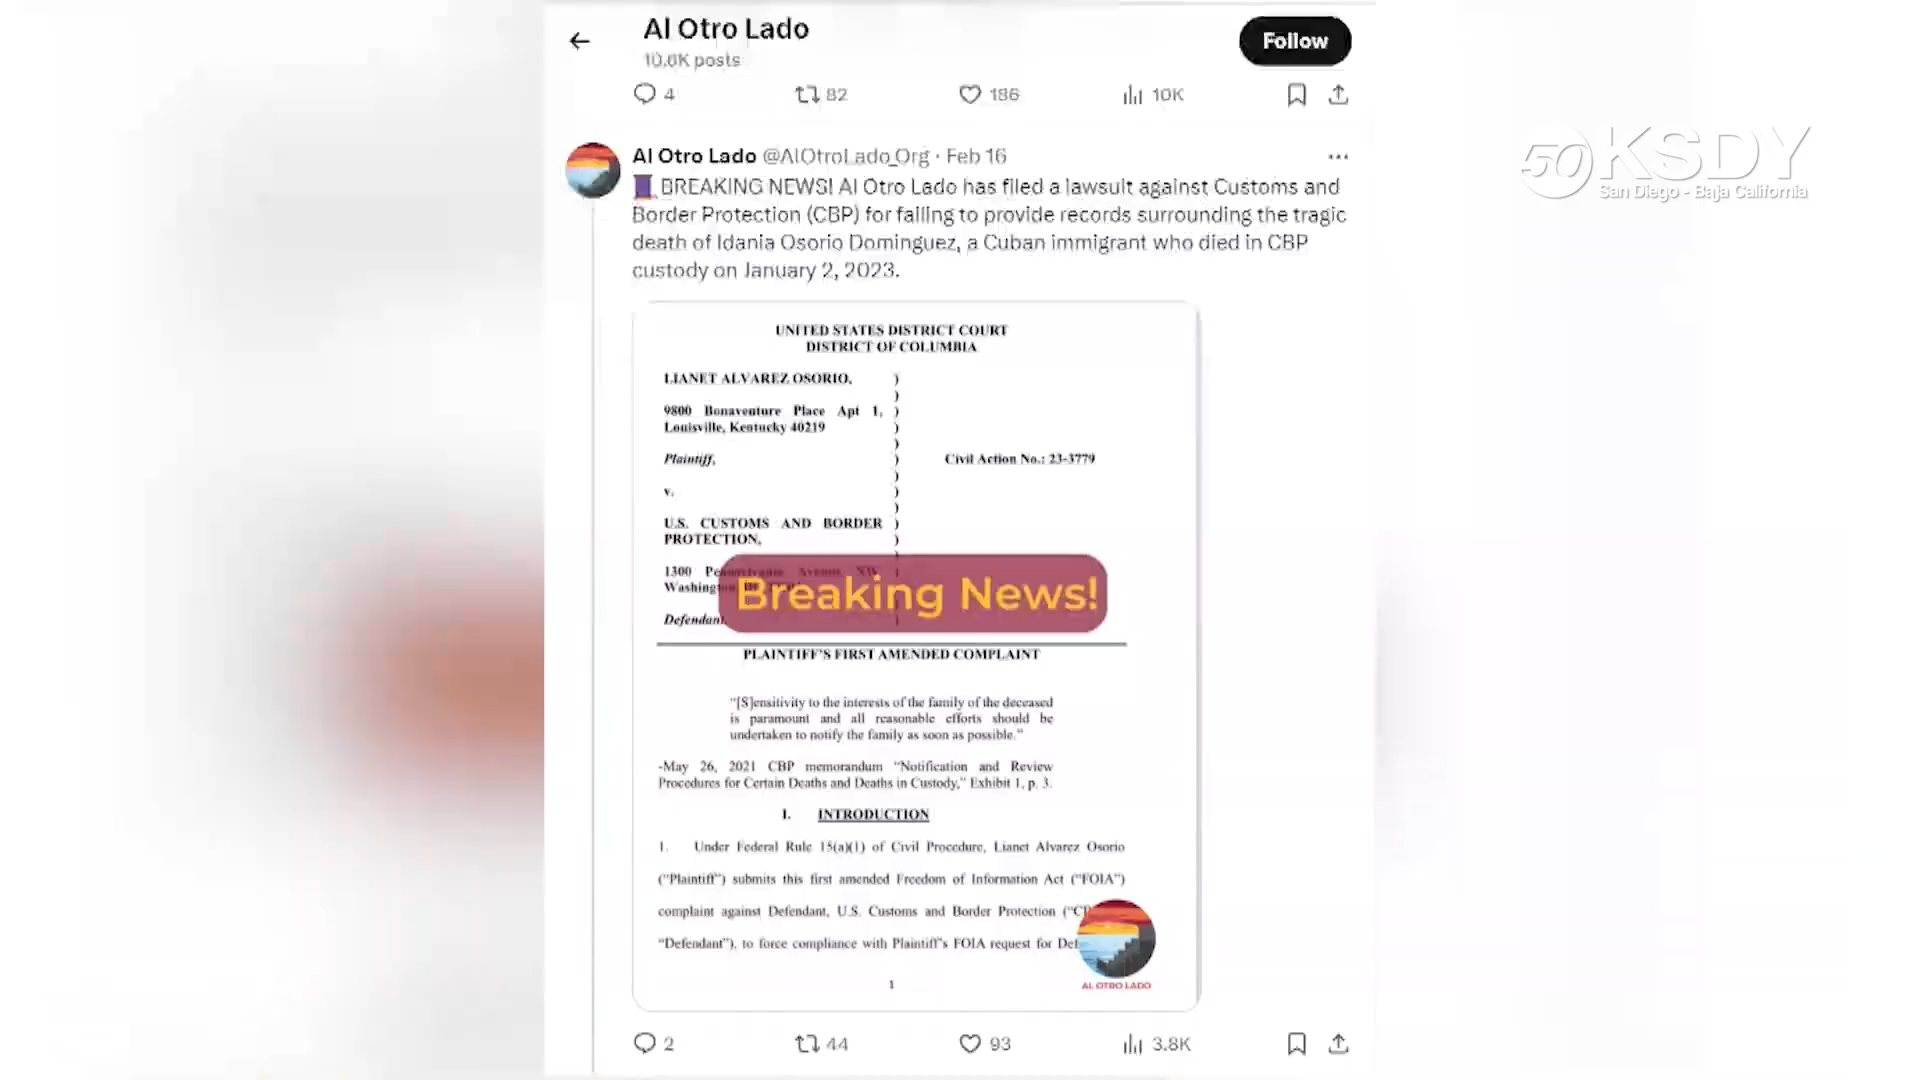 Al Otro Lado
10.6K posts
Follow
4 82 186 10K
50 KSDY
San Diego - Baja California
Al Otro Lado @AlOtroLado_Org · Feb 16
BREAKING NEWS! Al Otro Lado has filed a lawsuit against Customs and
Border Protection (CBP) for failing to provide records surrounding the tragic
death of Idania Osorio Dominguez, a Cuban immigrant who died in CBP
custody on January 2, 2023.
UNITED STATES DISTRICT COURT
DISTRICT OF COLUMBIA
LIANET ALVAREZ OSORIO,
9800 Bonaventure Place Apt 1,
Louisville, Kentucky 40219
Plaintiff,
Civil Action No.: 23-3779
v.
U.S. CUSTOMS AND BORDER
PROTECTION,
1300 Pennsylvania Avenue NW,
Washing
Breaking News!
Defendant.
PLAINTIFF'S FIRST AMENDED COMPLAINT
"[S]ensitivity to the interests of the family of the deceased
is paramount and all reasonable efforts should be
undertaken to notify the family as soon as possible."
-May 26, 2021 CBP memorandum "Notification and Review
Procedures for Certain Deaths and Deaths in Custody," Exhibit 1, p. 3.
I. INTRODUCTION
1. Under Federal Rule 15(a)(1) of Civil Procedure, Lianet Alvarez Osorio
("Plaintiff") submits this first amended Freedom of Information Act ("FOIA")
complaint against Defendant, U.S. Customs and Border Protection ("CB
"Defendant"), to force compliance with Plaintiff's FOIA request for Def
1
AL OTRO LADO
2 44 93 3.8K